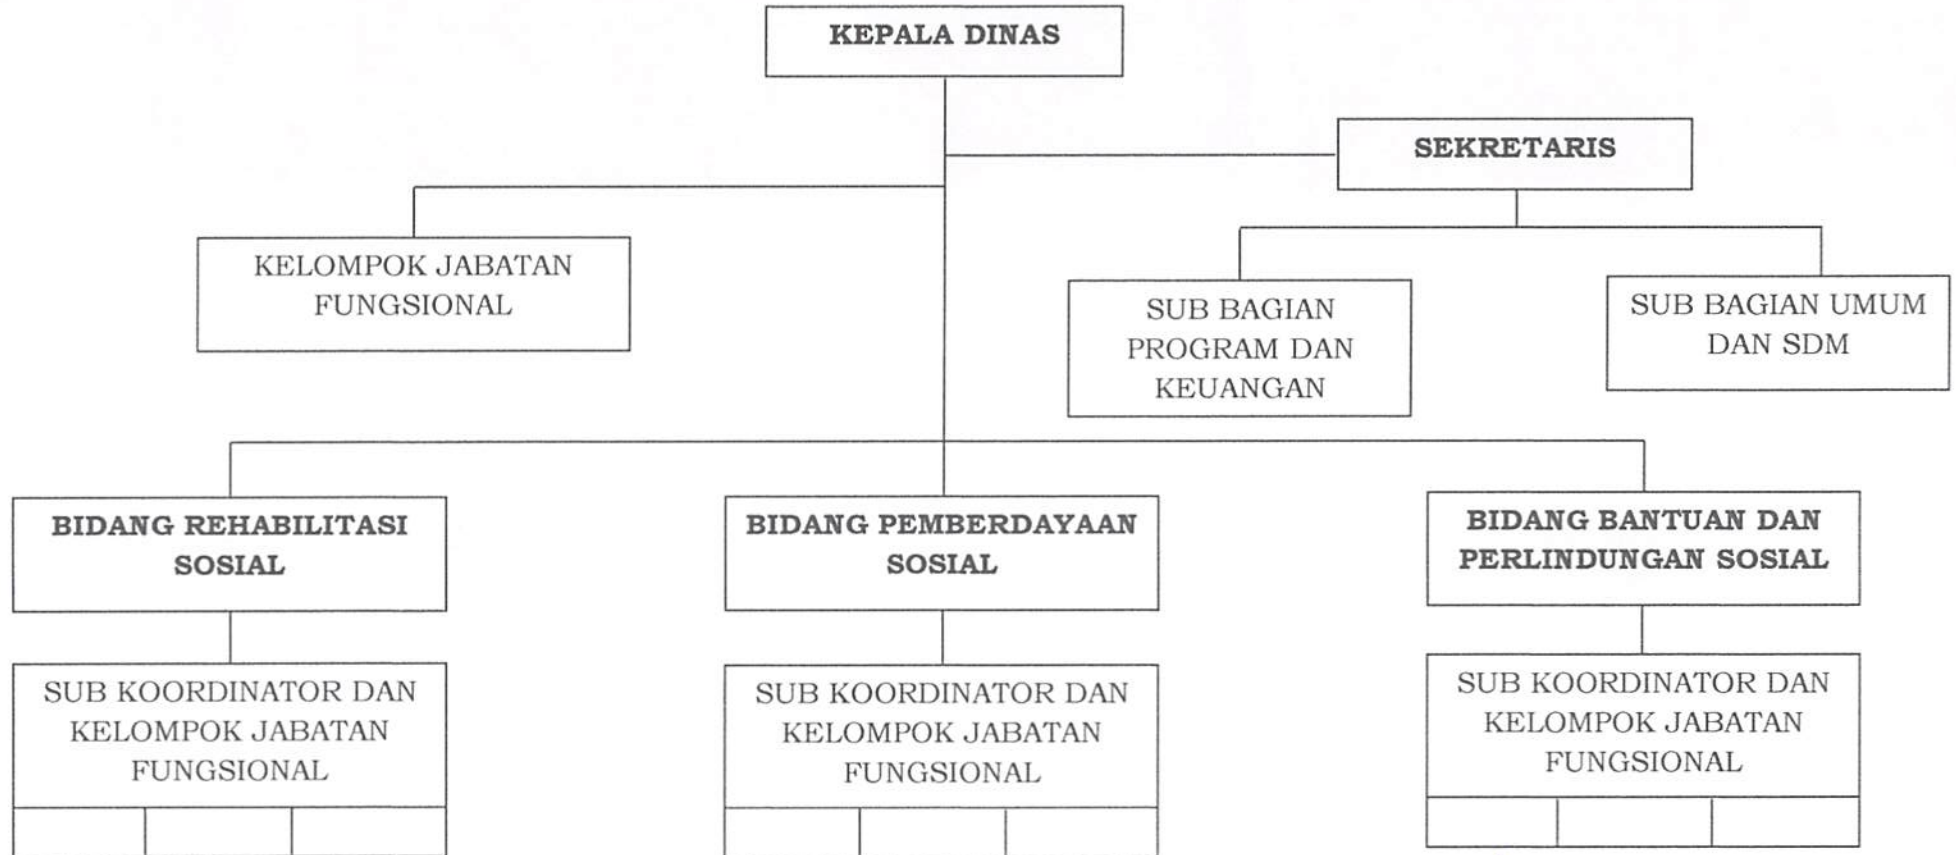 KEPALA DINAS
SEKRETARIS
KELOMPOK JABATAN
FUNGSIONAL
SUB BAGIAN
PROGRAM DAN
KEUANGAN
SUB BAGIAN UMUM
DAN SDM
BIDANG REHABILITASI
SOSIAL
BIDANG PEMBERDAYAAN
SOSIAL
BIDANG BANTUAN DAN
PERLINDUNGAN SOSIAL
SUB KOORDINATOR DAN
KELOMPOK JABATAN
FUNGSIONAL
SUB KOORDINATOR DAN
KELOMPOK JABATAN
FUNGSIONAL
SUB KOORDINATOR DAN
KELOMPOK JABATAN
FUNGSIONAL